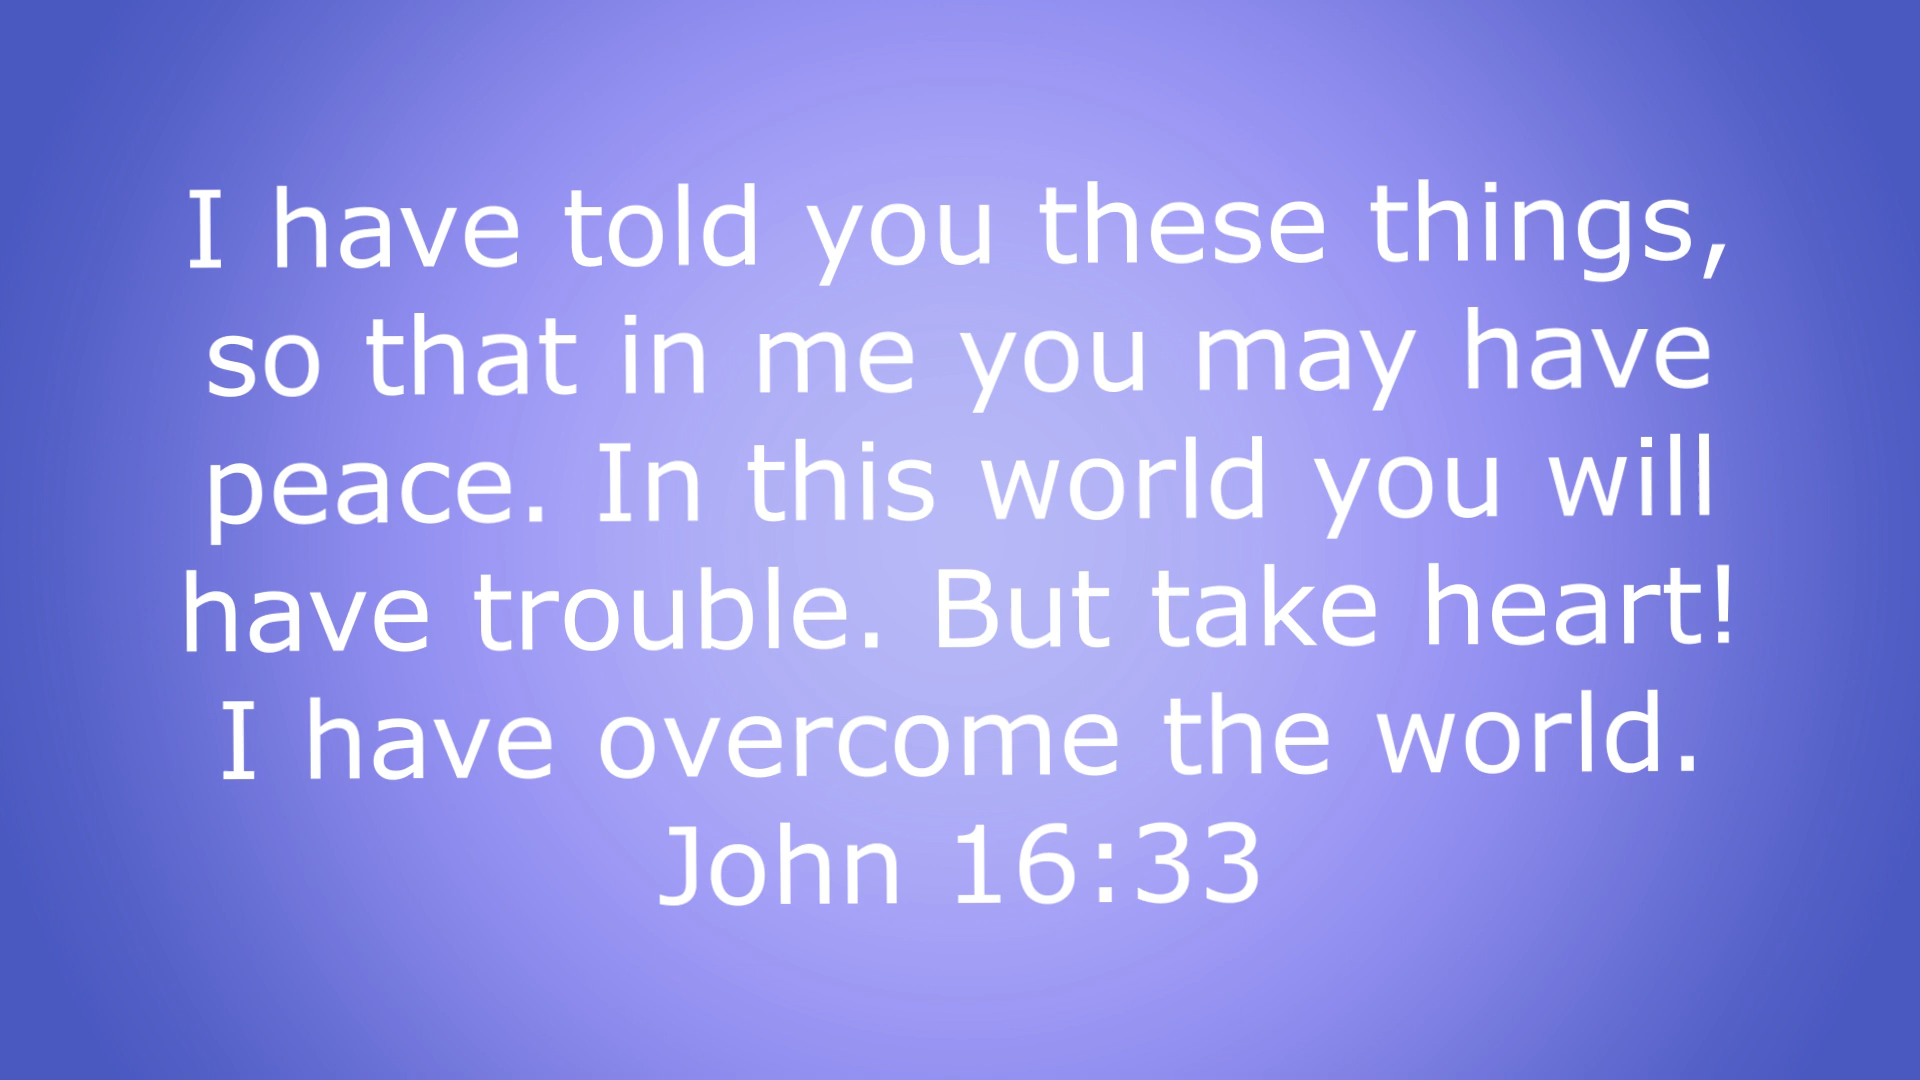 I have told you these things,
so that in me you may have
peace. In this world you will
have trouble. But take heart!
I have overcome the world.
John 16:33